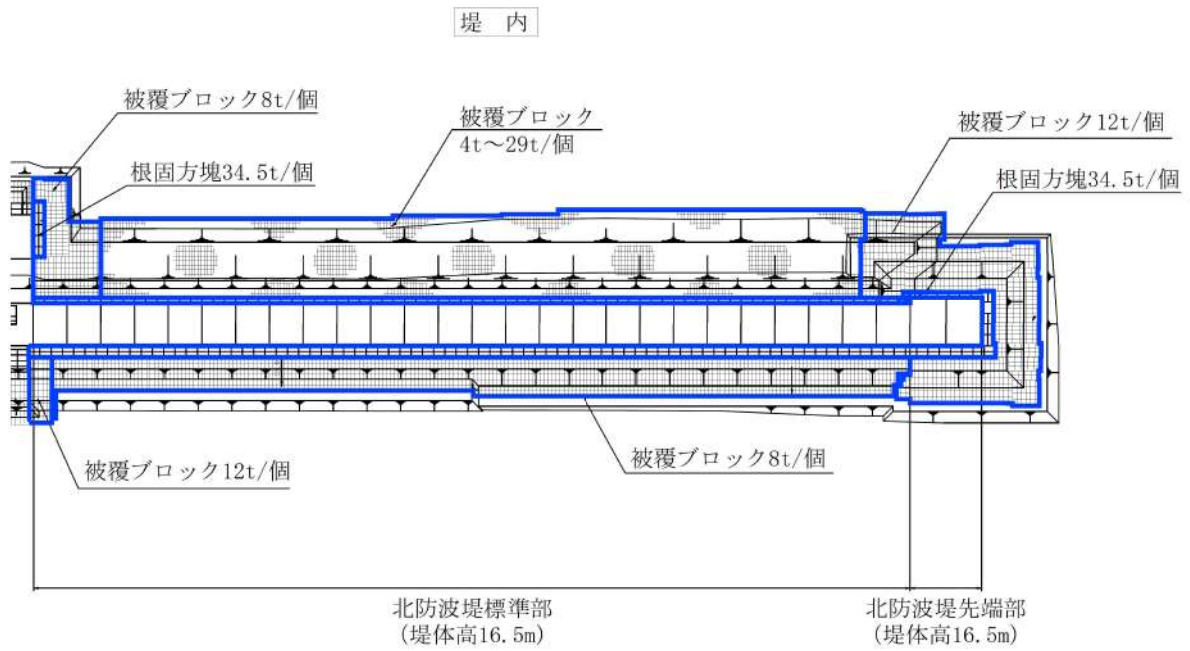 堤 内
被覆ブロック8t/個
被覆ブロック
4t～29t/個
被覆ブロック12t/個
根固方塊34.5t/個
根固方塊34.5t/個
被覆ブロック12t/個
被覆ブロック8t/個
北防波堤標準部
(堤体高16.5m)
北防波堤先端部
(堤体高16.5m)